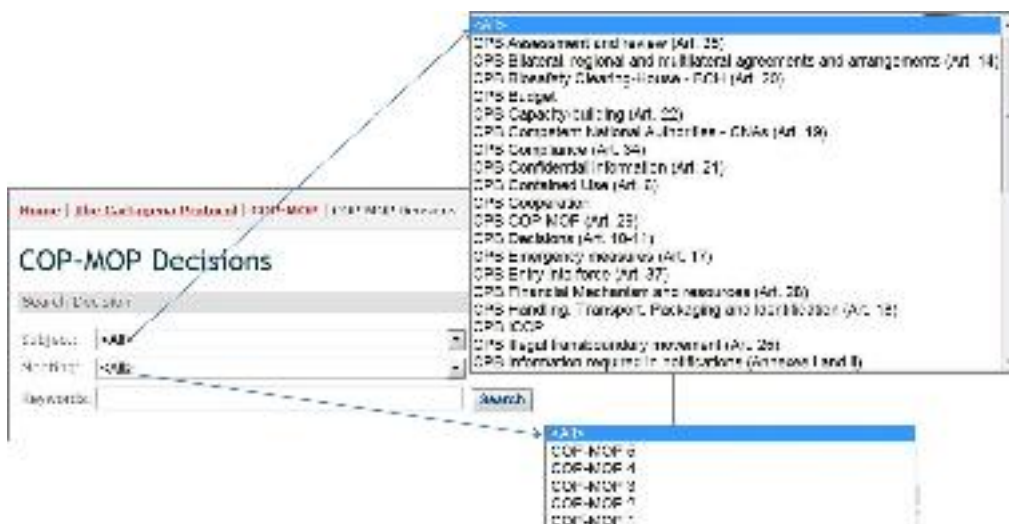 <All>
CPB Assessment and review (Art. 35)
CPB Bilateral, regional and multilateral agreements and arrangements (Art. 14)
CPB Biosafety Clearing-House - BCH (Art. 20)
CPB Budget
CPB Capacity-building (Art. 22)
CPB Competent National Authorities - CNAs (Art. 19)
CPB Compliance (Art. 34)
CPB Confidential information (Art. 21)
CPB Contained Use (Art. 6)
CPB Cooperation
CPB COP-MOP (Art. 29)
CPB Decisions (Art. 10-11)
CPB Emergency measures (Art. 17)
CPB Entry into force (Art. 37)
CPB Financial Mechanism and resources (Art. 28)
CPB Handling, Transport, Packaging and Identification (Art. 18)
CPB ICCP
CPB Illegal transboundary movement (Art. 25)
CPB Information required in notifications (Annexes I and II)
Home | The Cartagena Protocol | COP-MOP | COP-MOP Decisions
COP-MOP Decisions
Search Decision
Subject: <All>
Meeting: <All>
Keywords: Search
<All>
COP-MOP 5
COP-MOP 4
COP-MOP 3
COP-MOP 2
COP-MOP 1